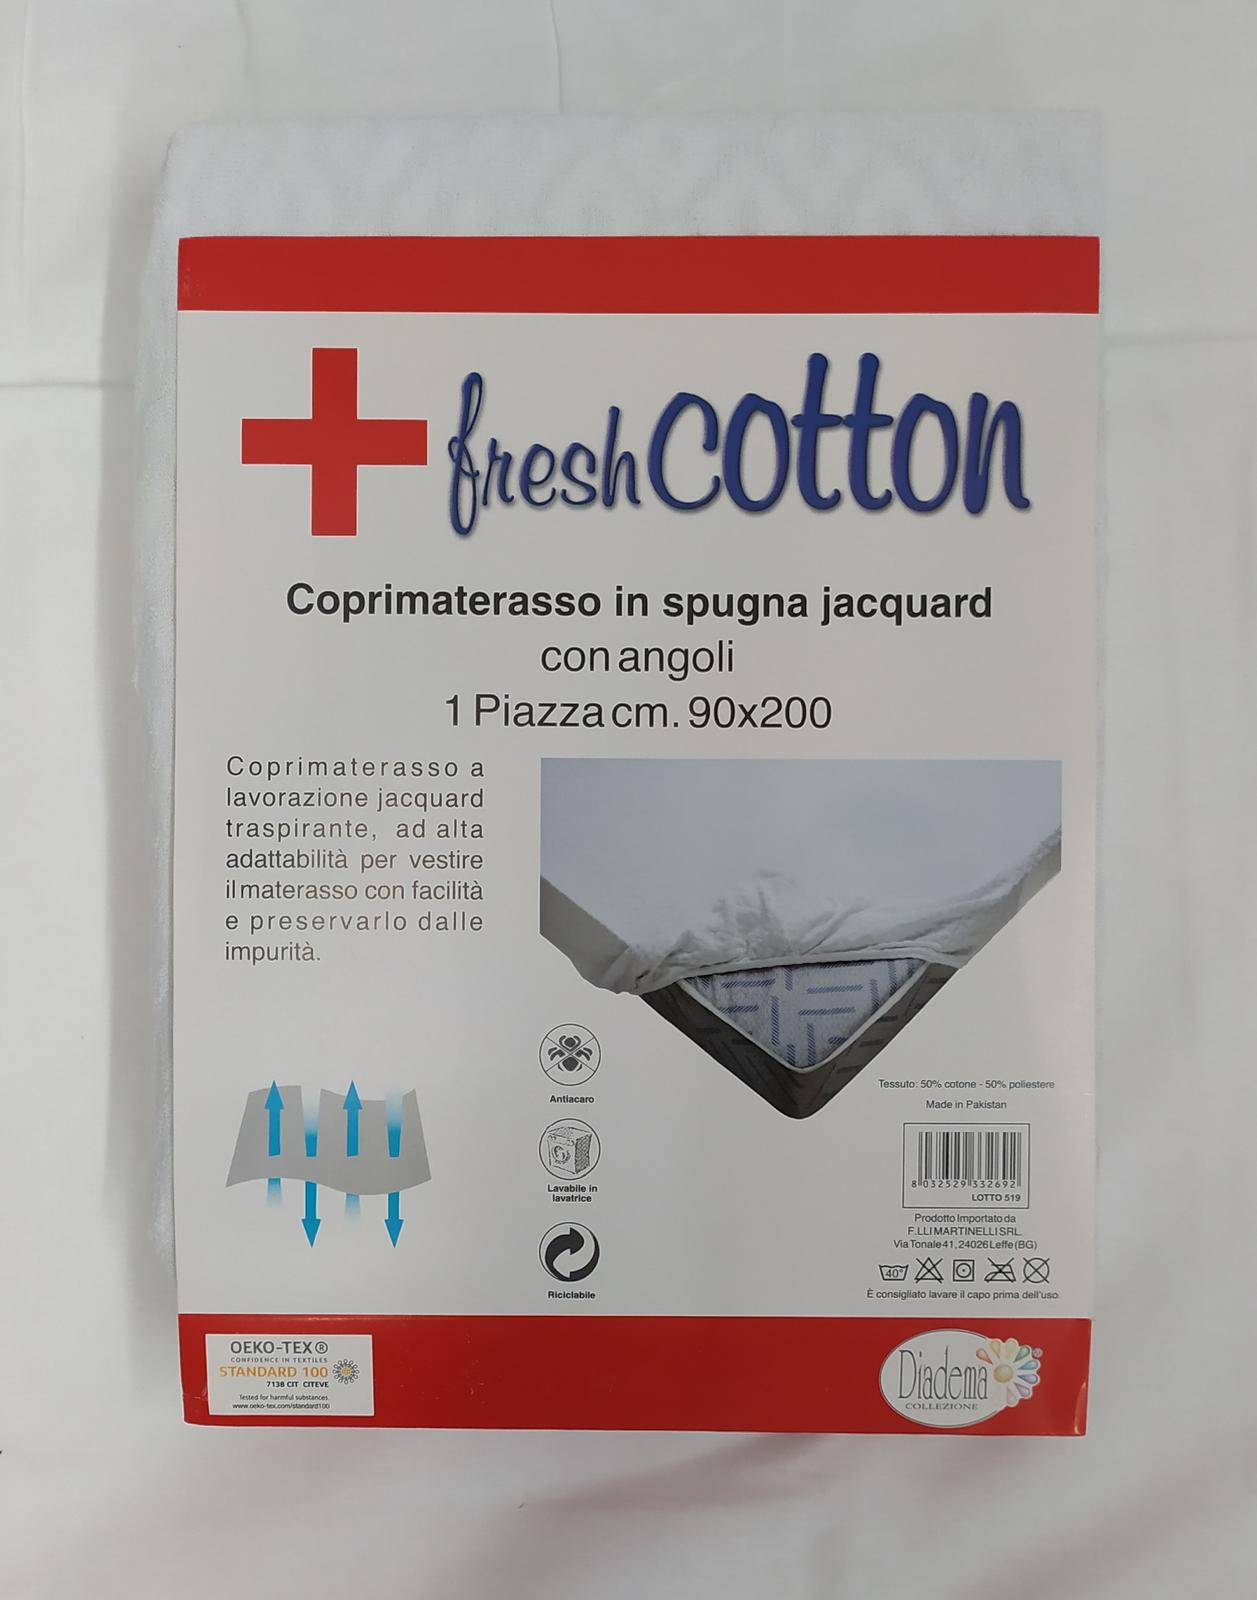 fresh cotton
Coprimaterasso in spugna jacquard
con angoli
1 Piazza cm. 90x200
Coprimaterasso a
lavorazione jacquard
traspirante, ad alta
adattabilità per vestire
il materasso con facilità
e preservarlo dalle
impurità.
Antiacaro
Lavabile in
lavatrice
Riciclabile
Tessuto: 50% cotone - 50% poliestere
Made in Pakistan
8 032529 332692
LOTTO 519
Prodotto Importato da
F.LLI MARTINELLI SRL.
Via Tonale 41, 24026 Leffe (BG)
40°
È consigliato lavare il capo prima dell'uso.
OEKO-TEX®
CONFIDENCE IN TEXTILES
STANDARD 100
7138 CIT CITEVE
Tested for harmful substances.
www.oeko-tex.com/standard100
Diadema®
COLLEZIONE